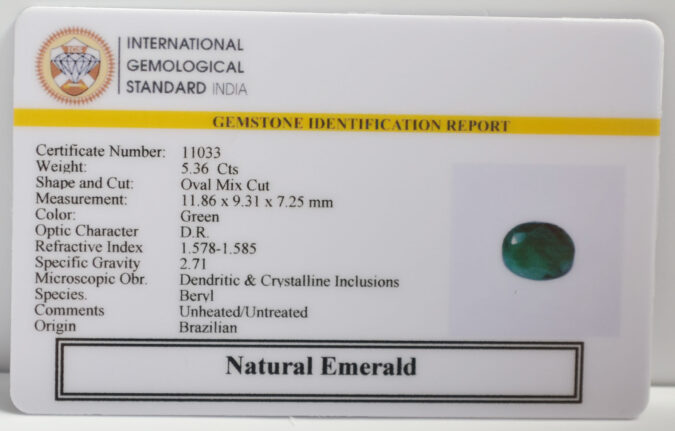 IGS
INTERNATIONAL
GEMOLOGICAL
STANDARD INDIA
GEMSTONE IDENTIFICATION REPORT
Certificate Number: 11033
Weight: 5.36 Cts
Shape and Cut: Oval Mix Cut
Measurement: 11.86 x 9.31 x 7.25 mm
Color: Green
Optic Character D.R.
Refractive Index 1.578-1.585
Specific Gravity 2.71
Microscopic Obr. Dendritic & Crystalline Inclusions
Species. Beryl
Comments Unheated/Untreated
Origin Brazilian
Natural Emerald